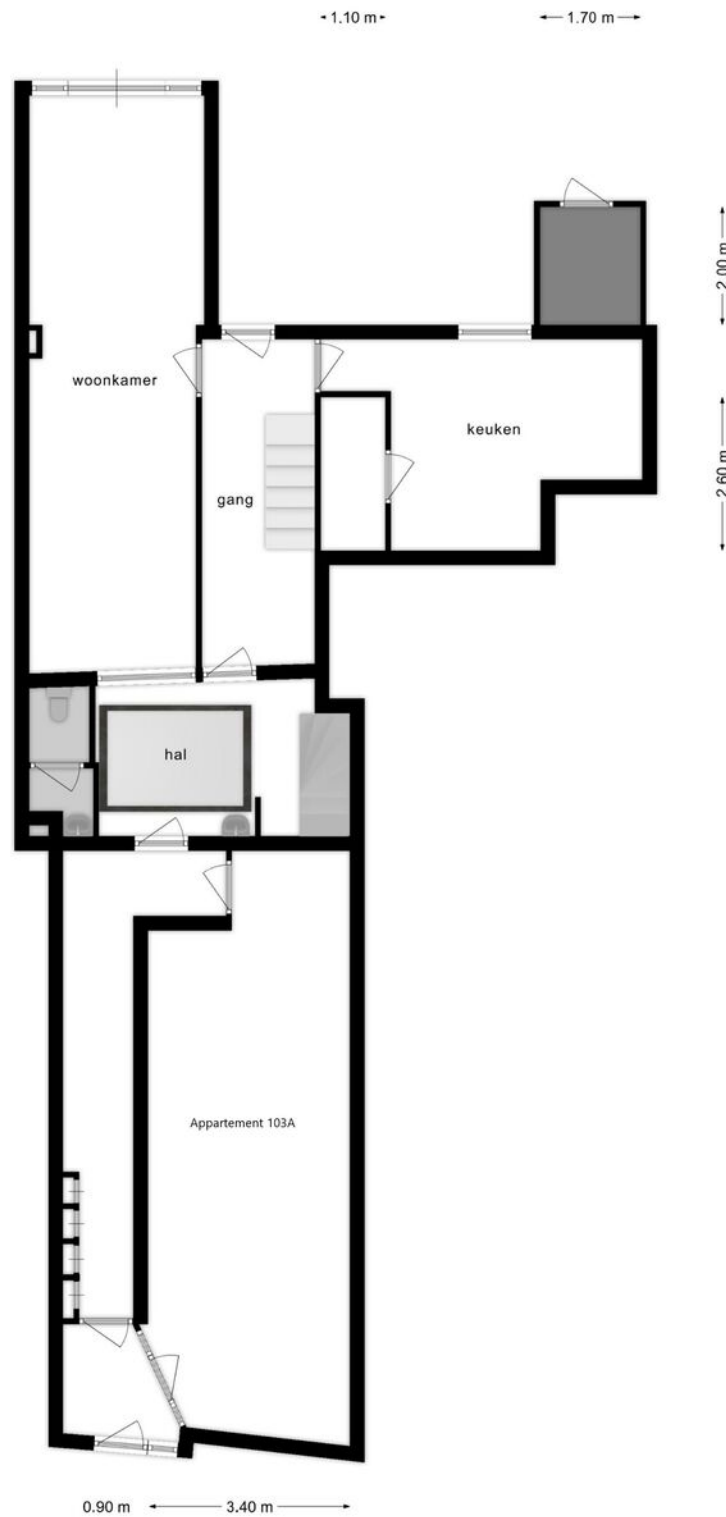 1.10 m
1.70 m
2.00 m
woonkamer
keuken
2.60 m
gang
hal
Appartement 103A
0.90 m
3.40 m